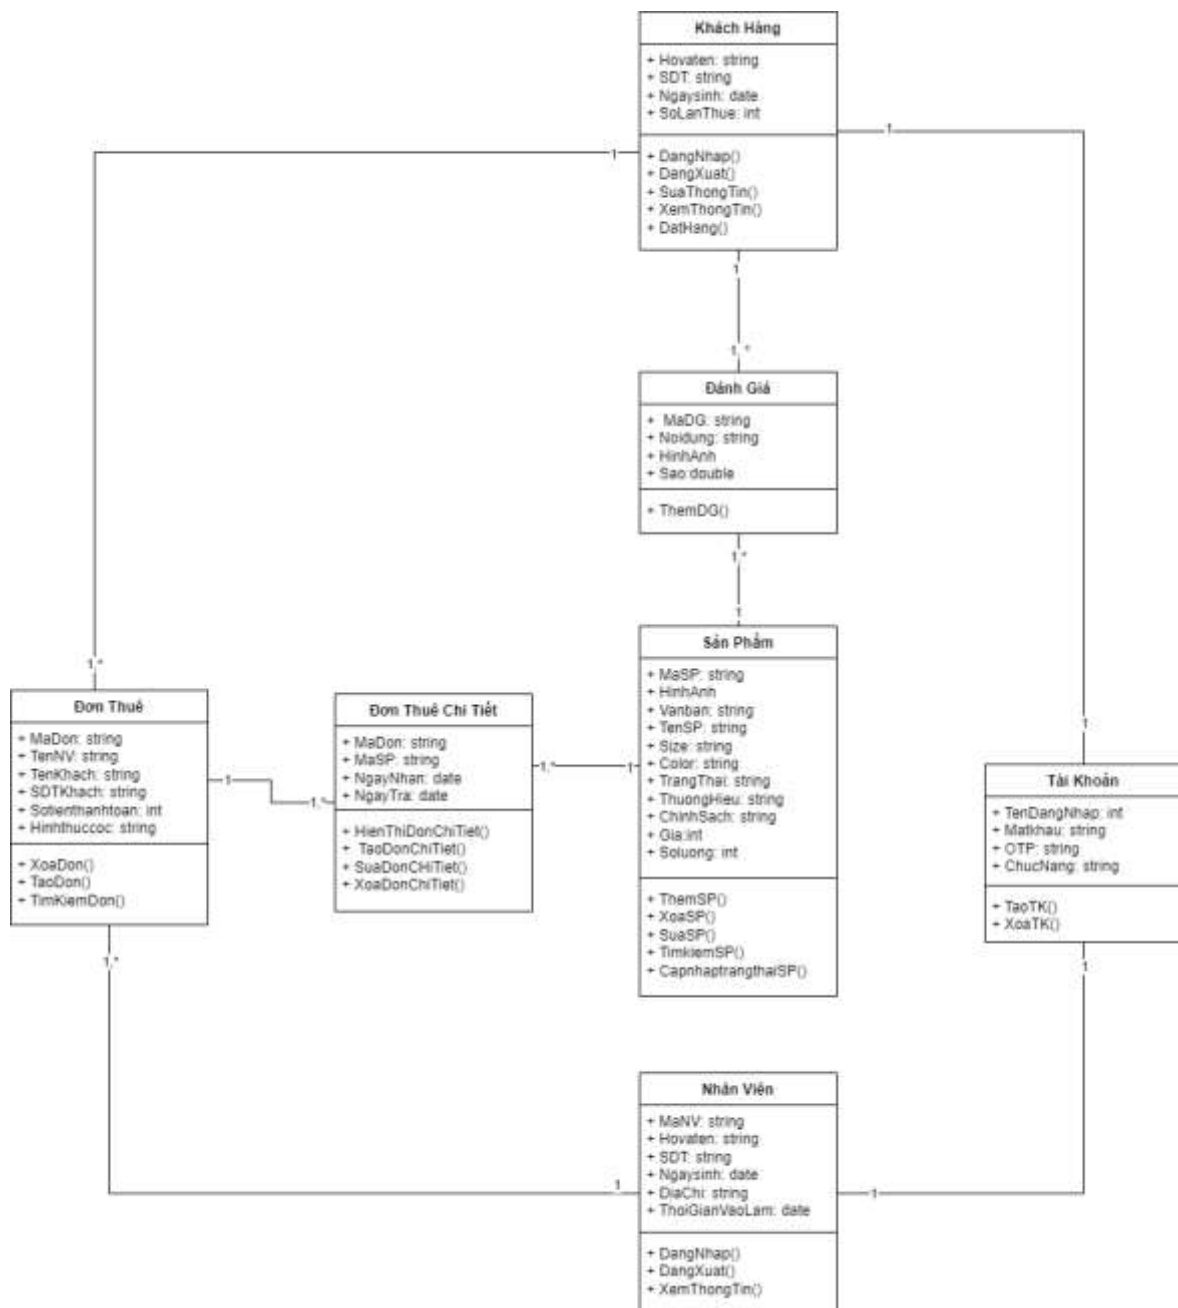 Khách Hàng
+ Hovaten: string
+ SDT: string
+ Ngaysinh: date
+ SoLanThue: int
+ DangNhap()
+ DangXuat()
+ SuaThongTin()
+ XemThongTin()
+ DatHang()
1
1
1
1,*
Đánh Giá
+ MaDG: string
+ Noidung: string
+ HinhAnh
+ Sao double
+ ThemDG()
1,*
1
Sản Phẩm
+ MaSP: string
+ HinhAnh
+ Vanban: string
+ TenSP: string
+ Size: string
+ Color: string
+ TrangThai: string
+ ThuongHieu: string
+ ChinhSach: string
+ Gia:int
+ Soluong: int
+ ThemSP()
+ XoaSP()
+ SuaSP()
+ TimkiemSP()
+ CapnhaptrangthaiSP()
1,*
Đơn Thuê
+ MaDon: string
+ TenNV: string
+ TenKhach: string
+ SDTKhach: string
+ Sotienthanhtoan: int
+ Hinhthuccoc: string
+ XoaDon()
+ TaoDon()
+ TimKiemDon()
1
1,*
Đơn Thuê Chi Tiết
+ MaDon: string
+ MaSP: string
+ NgayNhan: date
+ NgayTra: date
+ HienThiDonChiTiet()
+ TaoDonChiTiet()
+ SuaDonCHiTiet()
+ XoaDonChiTiet()
1,*
1
1
Tài Khoản
+ TenDangNhap: int
+ Matkhau: string
+ OTP: string
+ ChucNang: string
+ TaoTK()
+ XoaTK()
1,*
1
Nhân Viên
+ MaNV: string
+ Hovaten: string
+ SDT: string
+ Ngaysinh: date
+ DiaChi: string
+ ThoiGianVaoLam: date
+ DangNhap()
+ DangXuat()
+ XemThongTin()
1
1